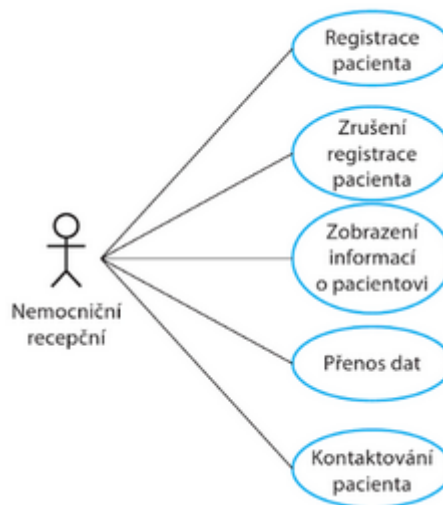 Registrace
pacienta
Zrušení
registrace
pacienta
Zobrazení
informací
o pacientovi
Nemocniční
recepční
Přenos dat
Kontaktování
pacienta